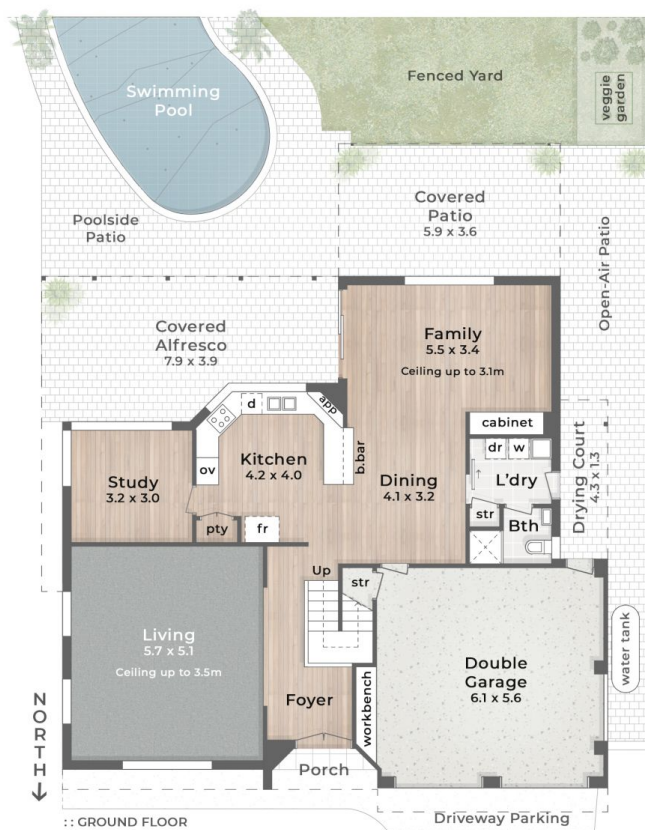 Swimming
Pool
Fenced Yard
veggie
garden
Poolside
Patio
Covered
Patio
5.9 x 3.6
Open-Air Patio
Covered
Alfresco
7.9 x 3.9
Family
5.5 x 3.4
Ceiling up to 3.1m
d
app
cabinet
Study
3.2 x 3.0
ov
Kitchen
4.2 x 4.0
b.bar
Dining
4.1 x 3.2
dr
w
L'dry
Drying Court
4.3 x 1.3
pty
fr
str
Bth
Up
str
Living
5.7 x 5.1
Ceiling up to 3.5m
Foyer
workbench
Double
Garage
6.1 x 5.6
water tank
NORTH
Porch
Driveway Parking
:: GROUND FLOOR